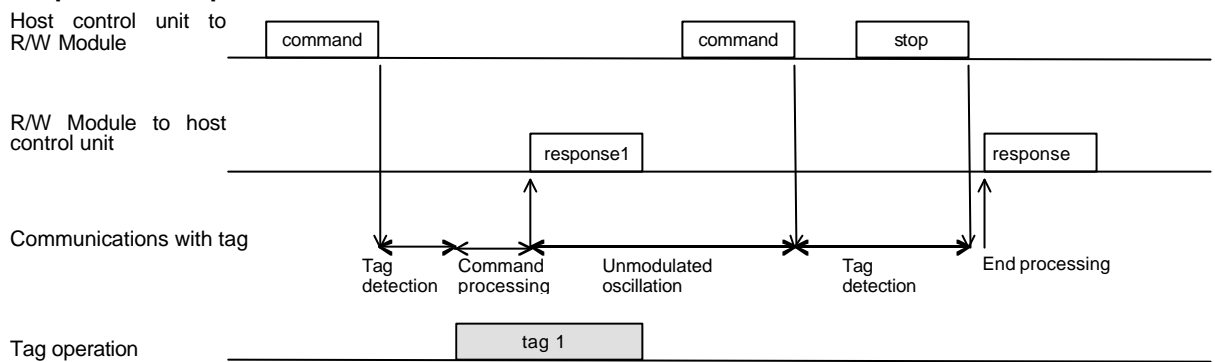 Host control unit to
R/W Module
command
command
stop
R/W Module to host
control unit
response1
response
Communications with tag
Tag
detection
Command
processing
Unmodulated
oscillation
Tag
detection
End processing
Tag operation
tag 1